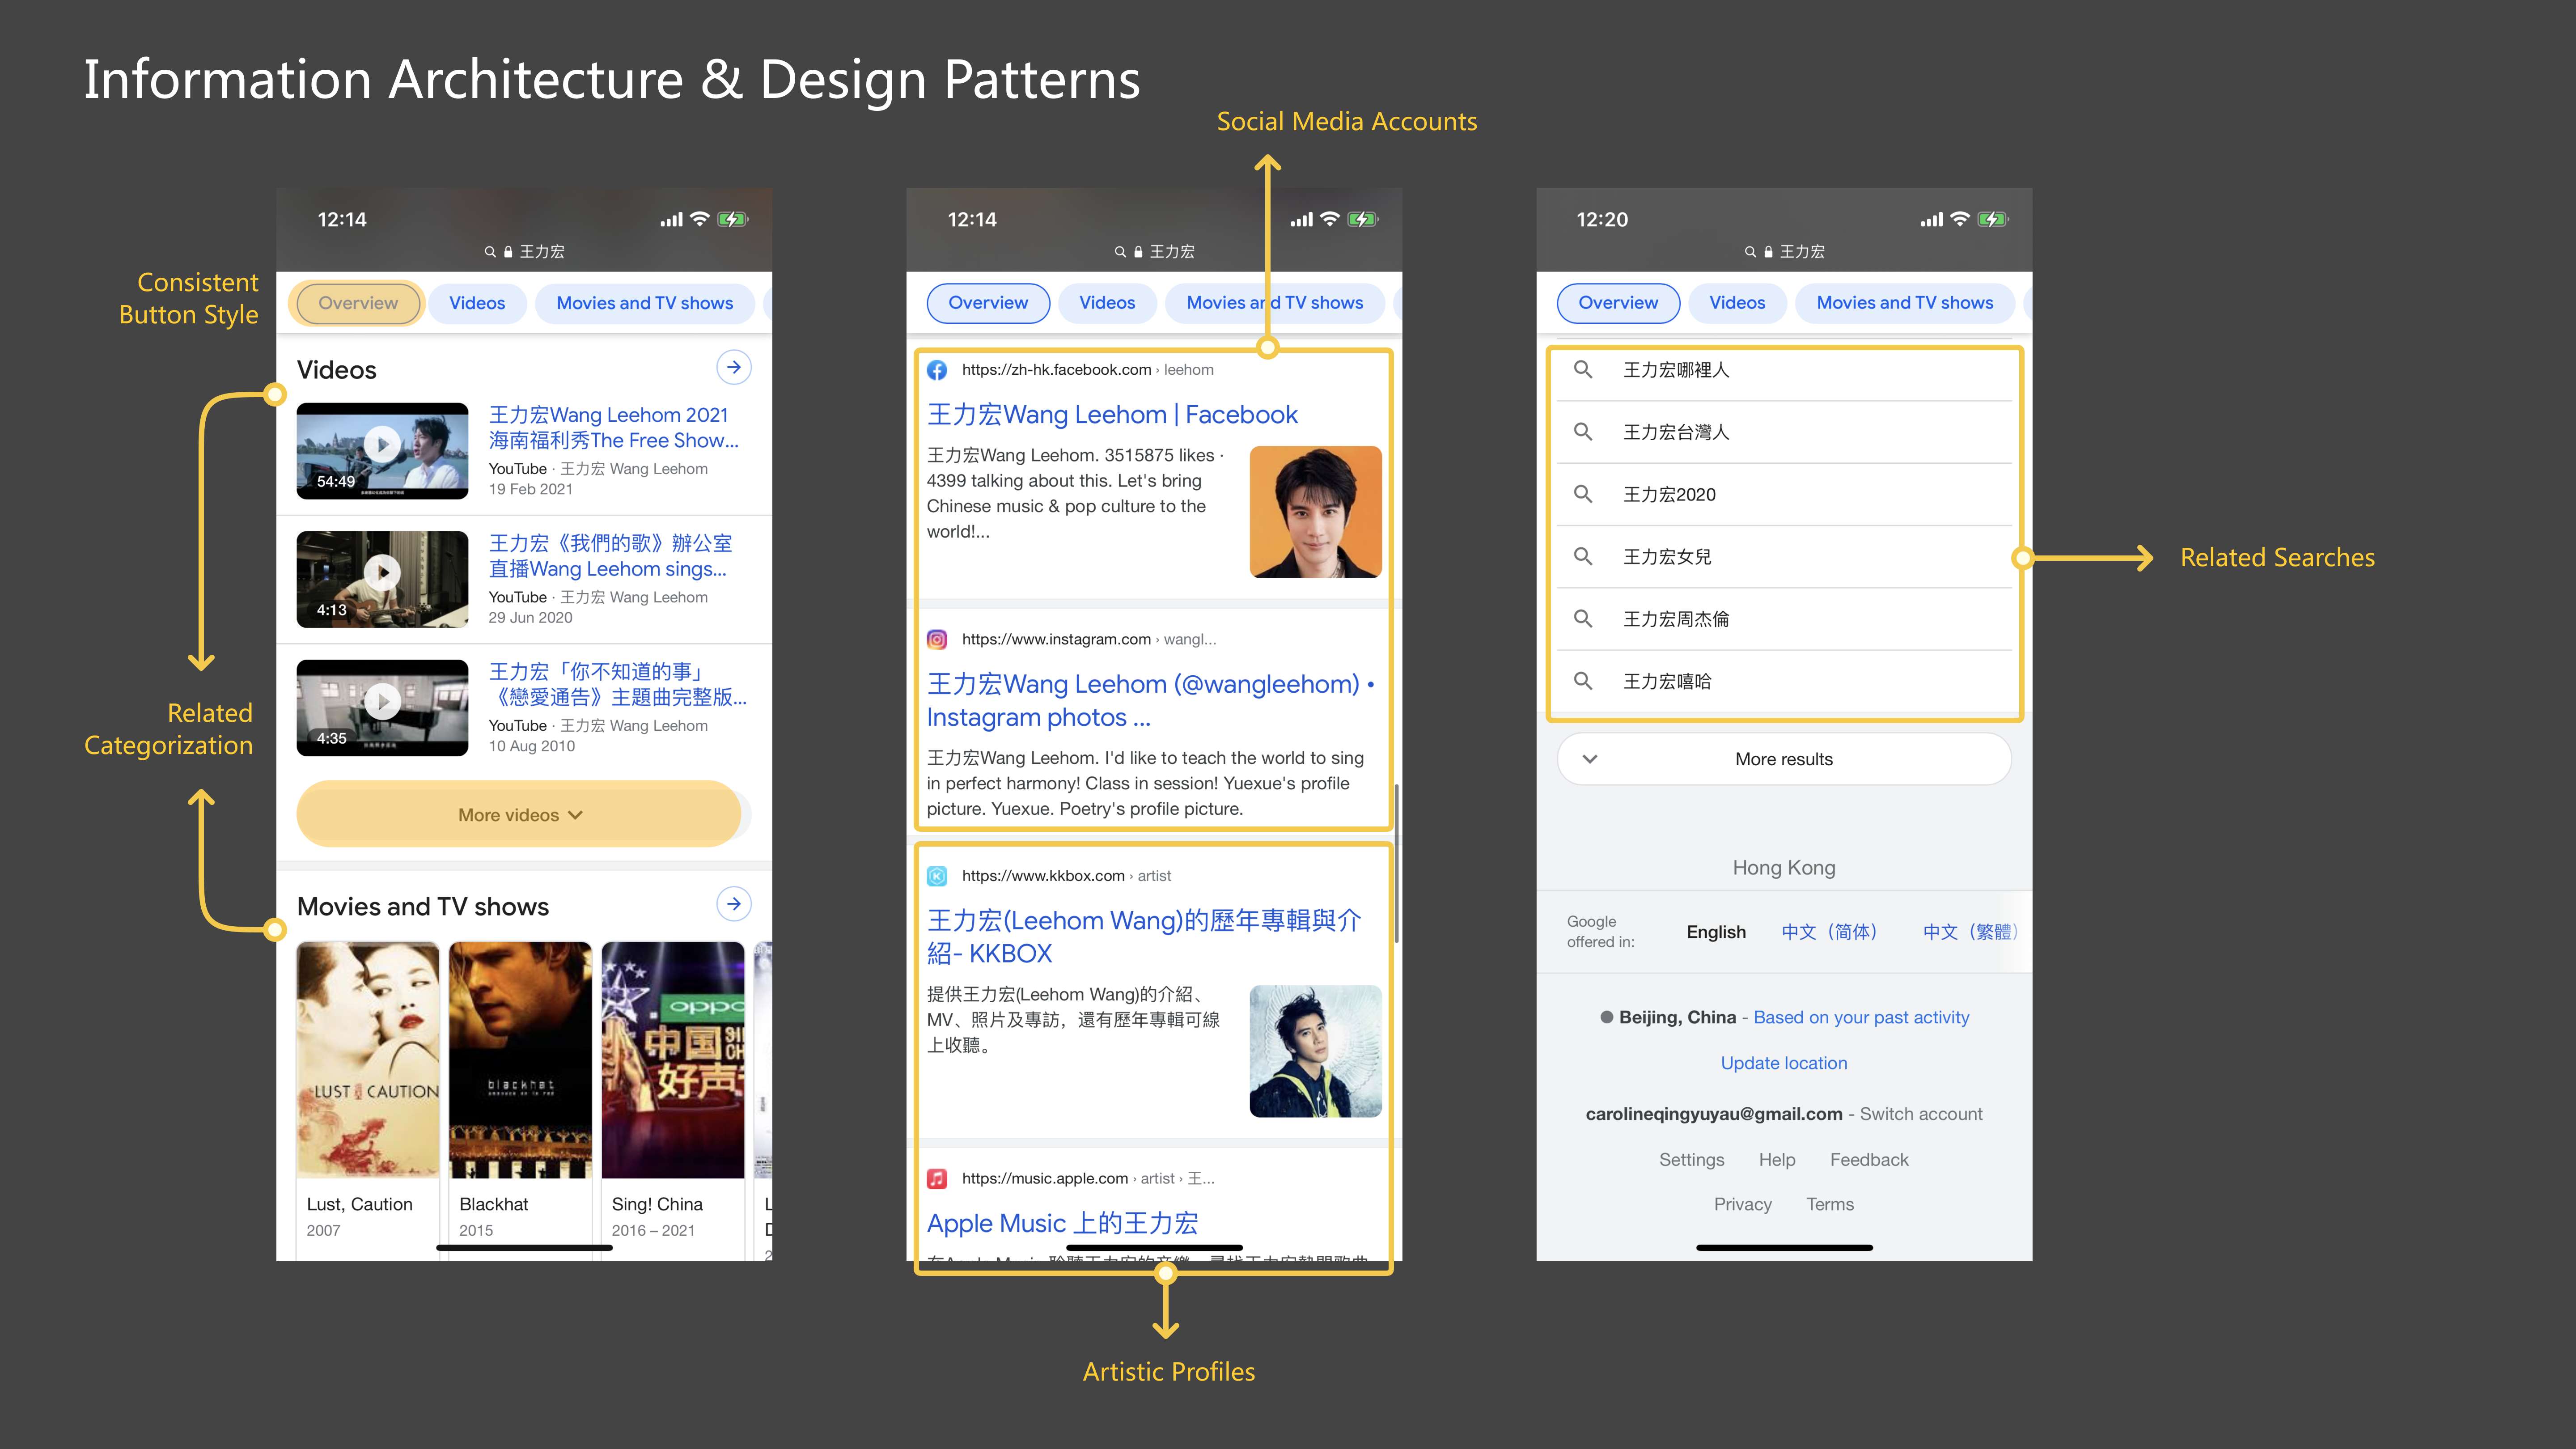 Information Architecture & Design Patterns
Social Media Accounts
Consistent
Button Style
Related
Categorization
12:14
王力宏
Overview
Videos
Movies and TV shows
Videos
54:49
王力宏Wang Leehom 2021
海南福利秀The Free Show...
YouTube · 王力宏 Wang Leehom
19 Feb 2021
4:13
王力宏《我們的歌》辦公室
直播Wang Leehom sings...
YouTube · 王力宏 Wang Leehom
29 Jun 2020
4:35
王力宏「你不知道的事」
《戀愛通告》主題曲完整版...
YouTube · 王力宏 Wang Leehom
10 Aug 2010
More videos
Movies and TV shows
LUST CAUTION
blackhat
oppo
中国
好声
Lust, Caution
2007
Blackhat
2015
Sing! China
2016 – 2021
12:14
王力宏
Overview
Videos
Movies and TV shows
https://zh-hk.facebook.com › leehom
王力宏Wang Leehom | Facebook
王力宏Wang Leehom. 3515875 likes ·
4399 talking about this. Let's bring
Chinese music & pop culture to the
world!...
https://www.instagram.com › wangl...
王力宏Wang Leehom (@wangleehom) •
Instagram photos ...
王力宏Wang Leehom. I'd like to teach the world to sing
in perfect harmony! Class in session! Yuexue's profile
picture. Yuexue. Poetry's profile picture.
https://www.kkbox.com › artist
王力宏(Leehom Wang)的歷年專輯與介
紹- KKBOX
提供王力宏(Leehom Wang)的介紹、
MV、照片及專訪，還有歷年專輯可線
上收聽。
https://music.apple.com › artist › 王...
Apple Music 上的王力宏
Artistic Profiles
12:20
王力宏
Overview
Videos
Movies and TV shows
王力宏哪裡人
王力宏台灣人
王力宏2020
王力宏女兒
王力宏周杰倫
王力宏嘻哈
Related Searches
More results
Hong Kong
Google
offered in:
English
中文（简体）
中文（繁體）
Beijing, China - Based on your past activity
Update location
carolineqingyuyau@gmail.com - Switch account
Settings Help Feedback
Privacy Terms